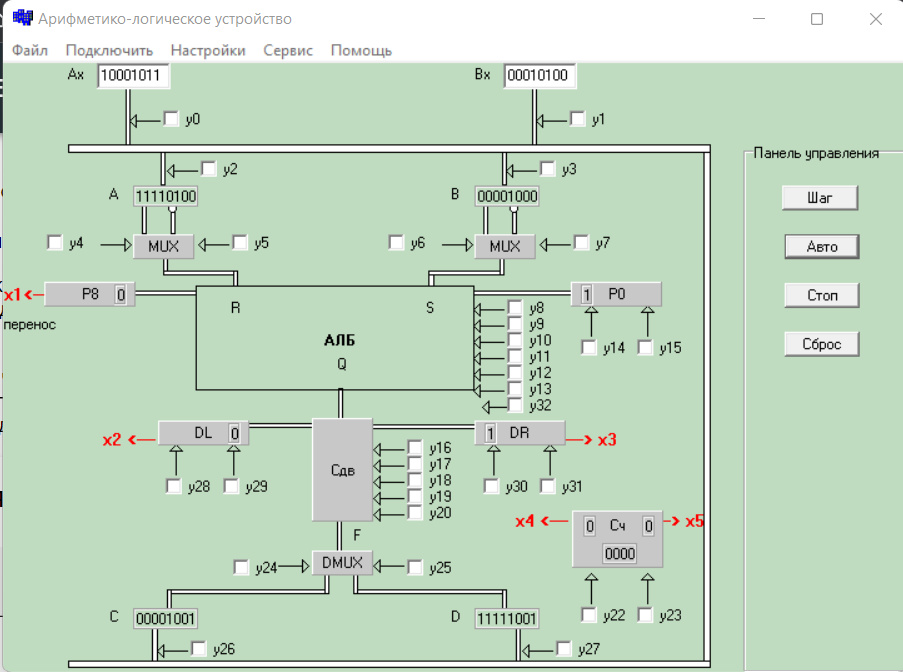 Арифметико-логическое устройство
Файл Подключить Настройки Сервис Помощь
Ax 10001011 Bx 00010100
y0 y1
Панель управления
y2 y3
A 11110100 B 00001000
Шаг
y4 MUX y5 y6 MUX y7
Авто
x1 P8 0 R S 1 P0
Стоп
перенос
y8
y9
y10
y11
y12
y13
y32
y14 y15
АЛБ
Q
Сброс
x2 DL 0 1 DR x3
Сдв
y16
y17
y18
y19
y20
y28 y29 y30 y31
x4 0 Сч 0 x5
0000
F
y24 DMUX y25
y22 y23
C 00001001 D 11111001
y26 y27